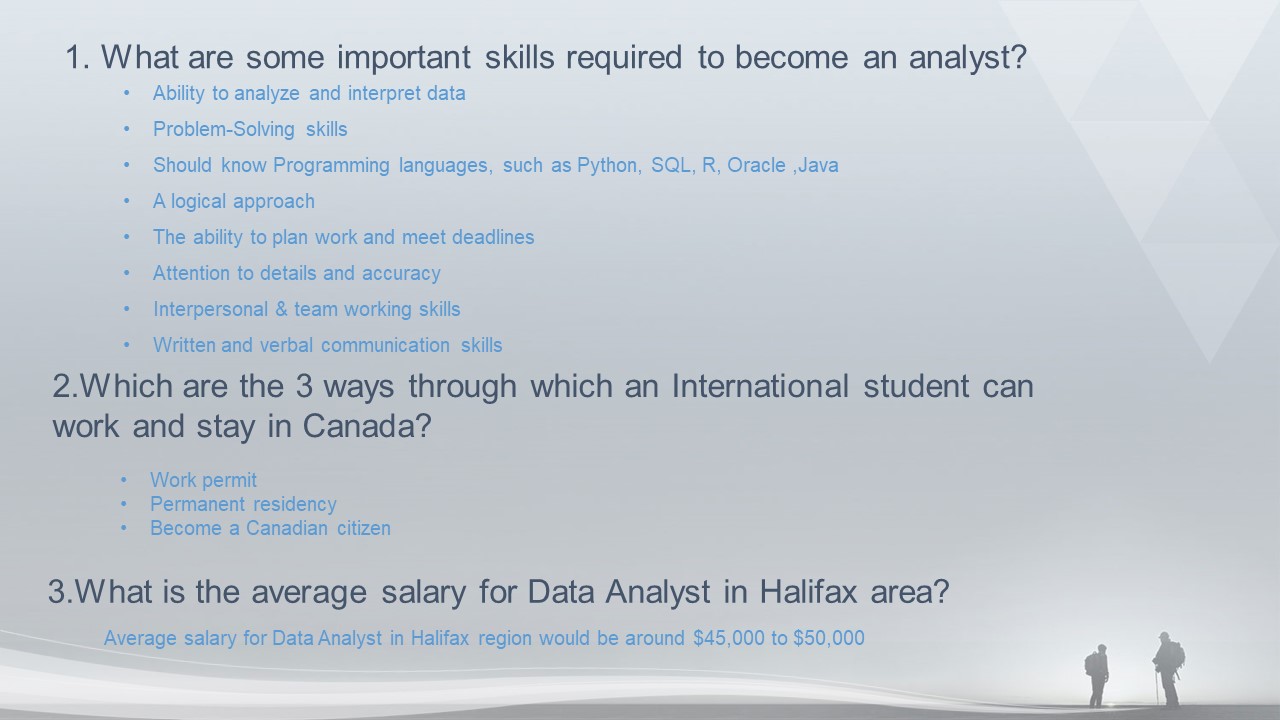 1. What are some important skills required to become an analyst?
• Ability to analyze and interpret data
• Problem-Solving skills
• Should know Programming languages, such as Python, SQL, R, Oracle ,Java
• A logical approach
• The ability to plan work and meet deadlines
• Attention to details and accuracy
• Interpersonal & team working skills
• Written and verbal communication skills
2.Which are the 3 ways through which an International student can
work and stay in Canada?
• Work permit
• Permanent residency
• Become a Canadian citizen
3.What is the average salary for Data Analyst in Halifax area?
Average salary for Data Analyst in Halifax region would be around $45,000 to $50,000